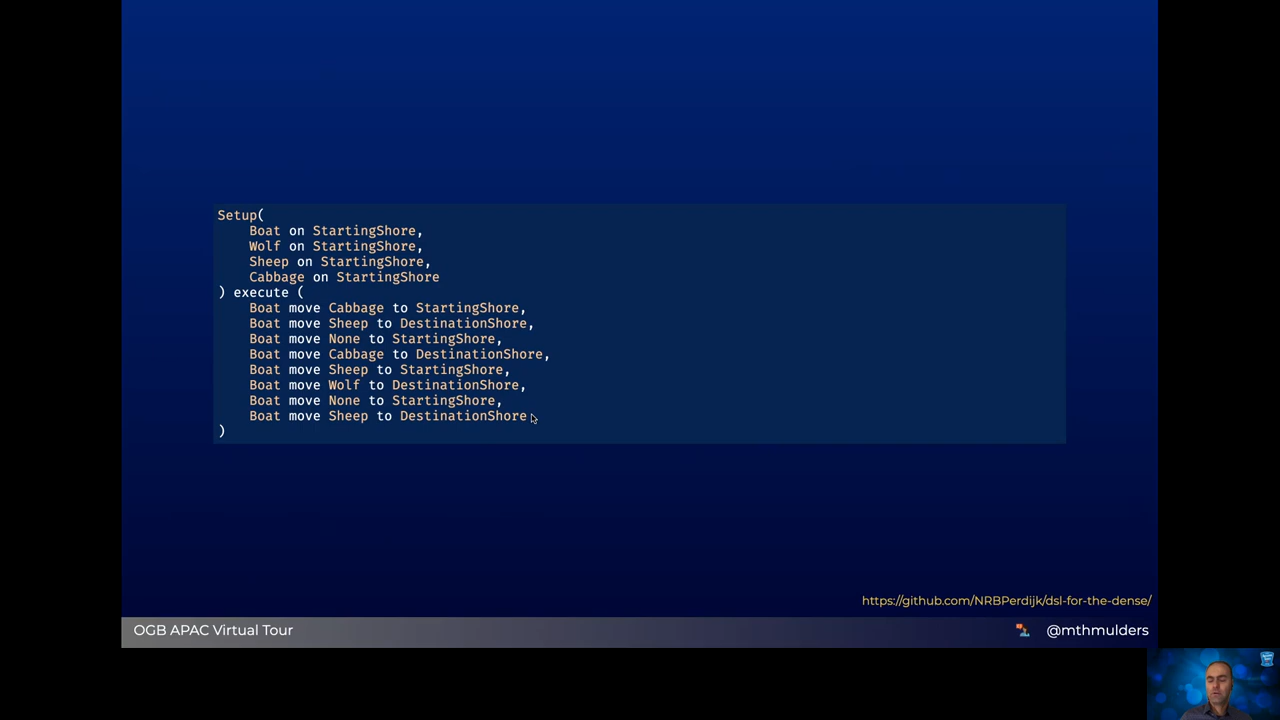 Setup(
    Boat on StartingShore,
    Wolf on StartingShore,
    Sheep on StartingShore,
    Cabbage on StartingShore
) execute (
    Boat move Cabbage to StartingShore,
    Boat move Sheep to DestinationShore,
    Boat move None to StartingShore,
    Boat move Cabbage to DestinationShore,
    Boat move Sheep to StartingShore,
    Boat move Wolf to DestinationShore,
    Boat move None to StartingShore,
    Boat move Sheep to DestinationShore
)
https://github.com/NRBPerdijk/dsl-for-the-dense/
OGB APAC Virtual Tour
@mthmulders